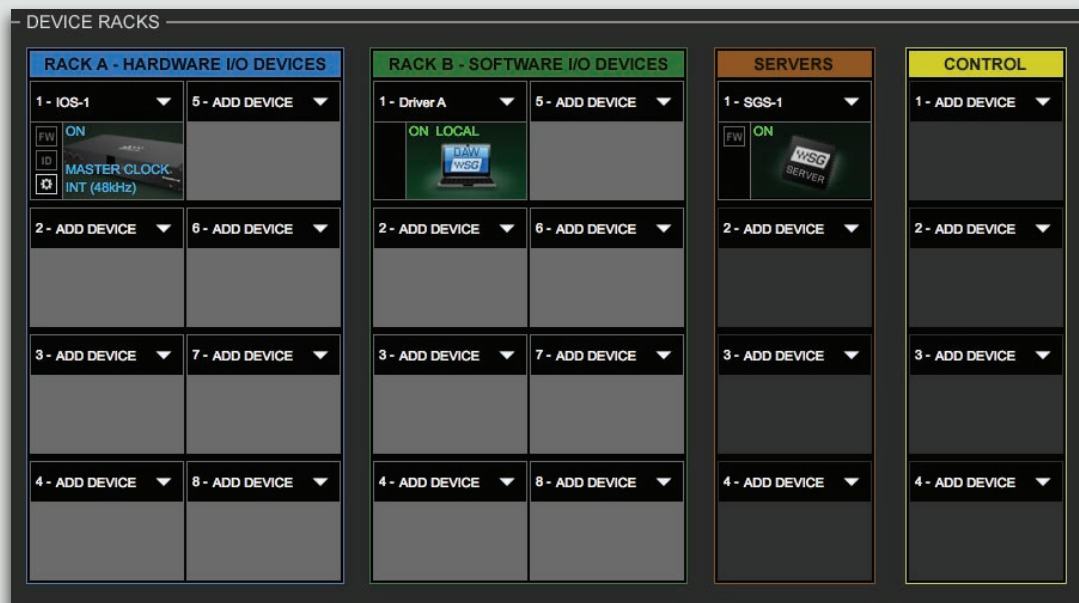 DEVICE RACKS
RACK A - HARDWARE I/O DEVICES
1 - IOS-1
5 - ADD DEVICE
FW
ID
ON
MASTER CLOCK
INT (48kHz)
2 - ADD DEVICE
6 - ADD DEVICE
3 - ADD DEVICE
7 - ADD DEVICE
4 - ADD DEVICE
8 - ADD DEVICE
RACK B - SOFTWARE I/O DEVICES
1 - Driver A
5 - ADD DEVICE
ON LOCAL
DAW
WSG
2 - ADD DEVICE
6 - ADD DEVICE
3 - ADD DEVICE
7 - ADD DEVICE
4 - ADD DEVICE
8 - ADD DEVICE
SERVERS
1 - SGS-1
FW
ON
WSG
SERVER
2 - ADD DEVICE
3 - ADD DEVICE
4 - ADD DEVICE
CONTROL
1 - ADD DEVICE
2 - ADD DEVICE
3 - ADD DEVICE
4 - ADD DEVICE